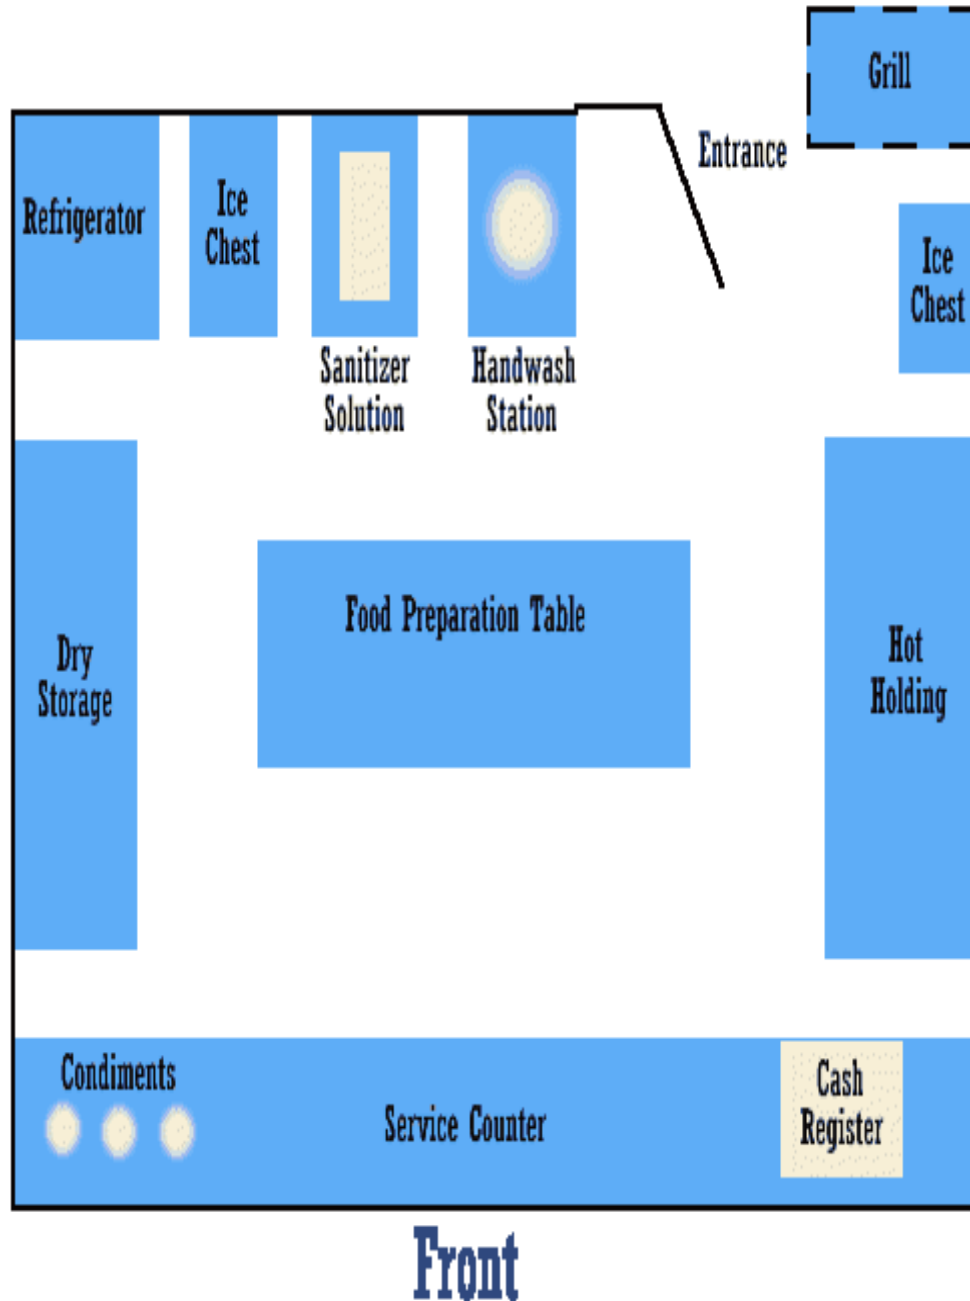 Grill
Entrance
Refrigerator
Ice
Chest
Ice
Chest
Sanitizer
Solution
Handwash
Station
Food Preparation Table
Dry
Storage
Hot
Holding
Condiments
Service Counter
Cash
Register
Front